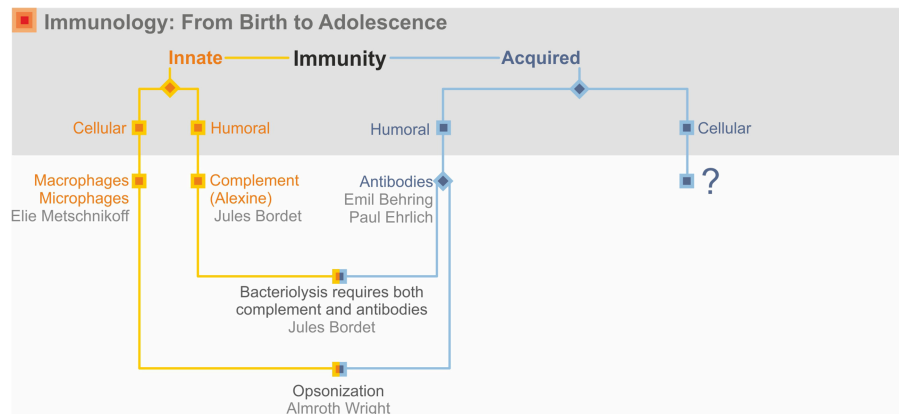 Immunology: From Birth to Adolescence
Innate Immunity Acquired
Cellular Humoral Humoral Cellular
Macrophages
Microphages
Elie Metschnikoff
Complement
(Alexine)
Jules Bordet
Antibodies
Emil Behring
Paul Ehrlich
?
Bacteriolysis requires both
complement and antibodies
Jules Bordet
Opsonization
Almroth Wright